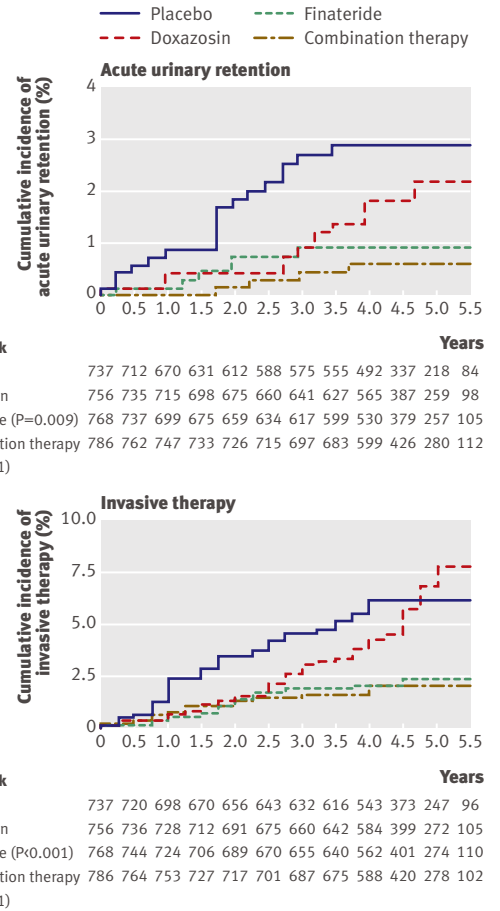 Placebo
Finateride
Doxazosin
Combination therapy
Acute urinary retention
Cumulative incidence of
acute urinary retention (%)
4
3
2
1
0
0 0.5 1.0 1.5 2.0 2.5 3.0 3.5 4.0 4.5 5.0 5.5
Years
737 712 670 631 612 588 575 555 492 337 218 84
756 735 715 698 675 660 641 627 565 387 259 98
(P=0.009) 768 737 699 675 659 634 617 599 530 379 257 105
therapy 786 762 747 733 726 715 697 683 599 426 280 112
Invasive therapy
Cumulative incidence of
invasive therapy (%)
10.0
7.5
5.0
2.5
0
0 0.5 1.0 1.5 2.0 2.5 3.0 3.5 4.0 4.5 5.0 5.5
Years
737 720 698 670 656 643 632 616 543 373 247 96
756 736 728 712 691 675 660 642 584 399 272 105
(P<0.001) 768 744 724 706 689 670 655 640 562 401 274 110
therapy 786 764 753 727 717 701 687 675 588 420 278 102